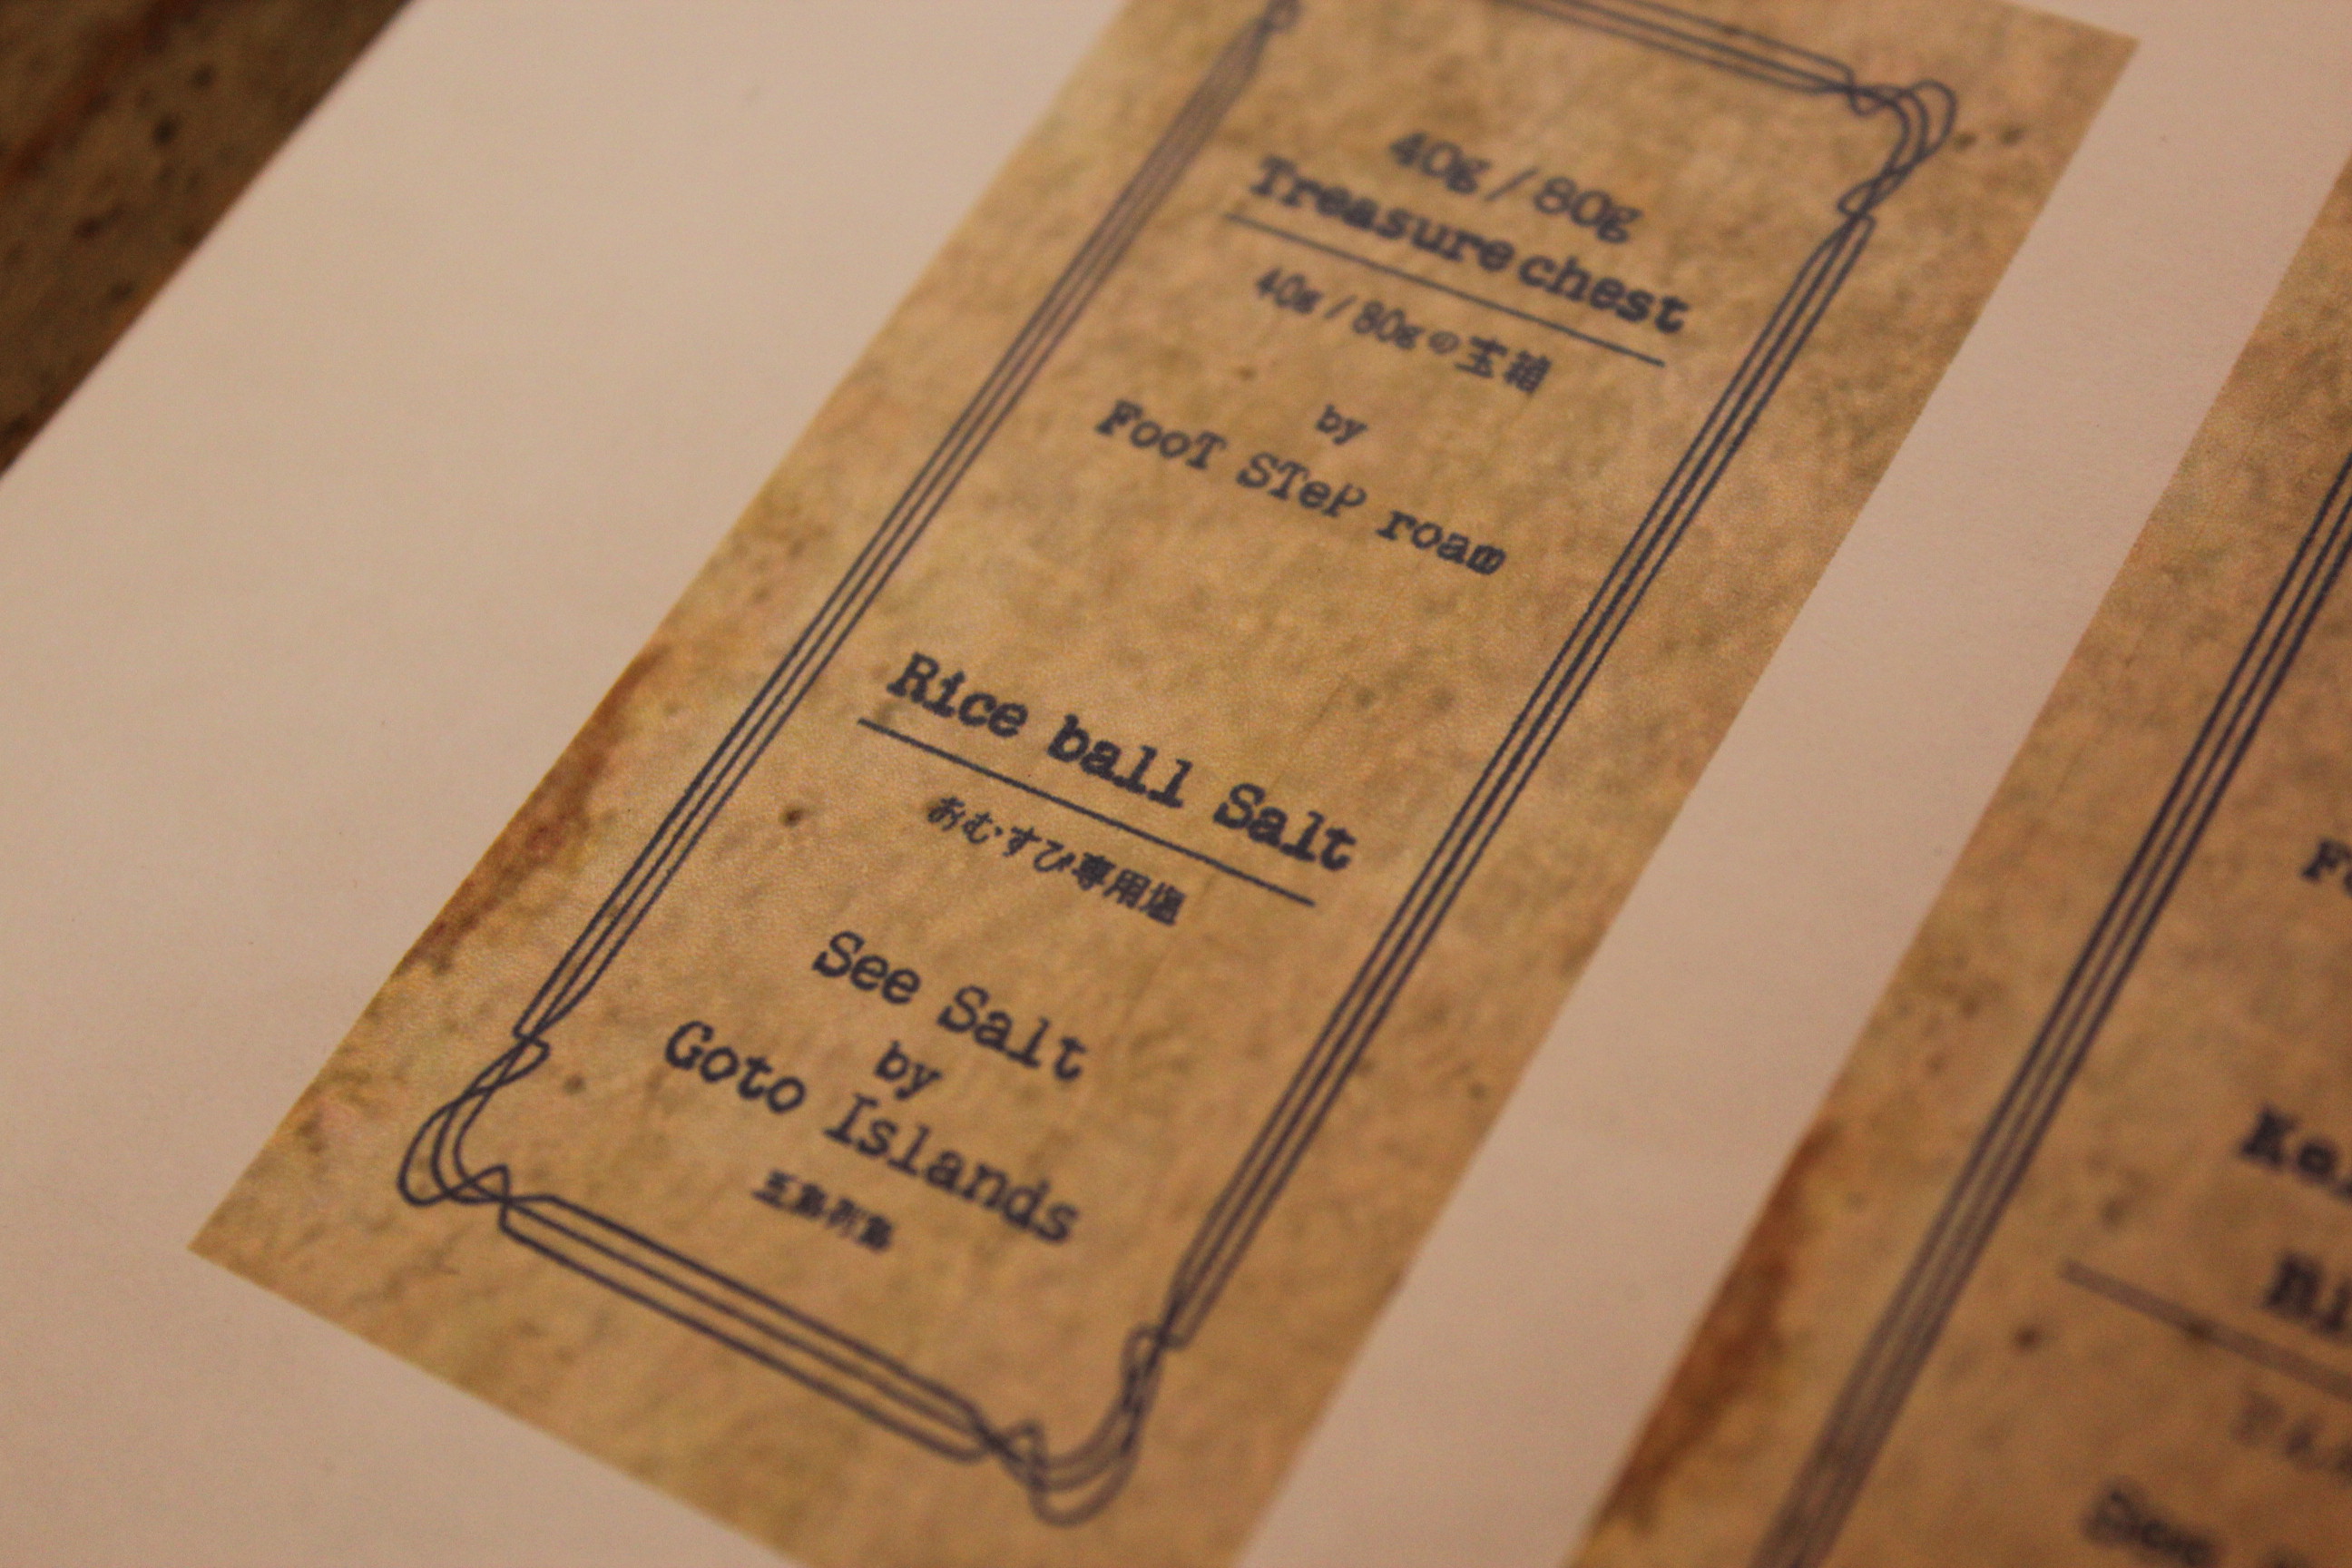 40g / 80g
Treasure chest
40g / 80gの宝箱
by
FooT STeP roam
Rice ball Salt
おむすび専用塩
See Salt
by
Goto Islands
五島列島